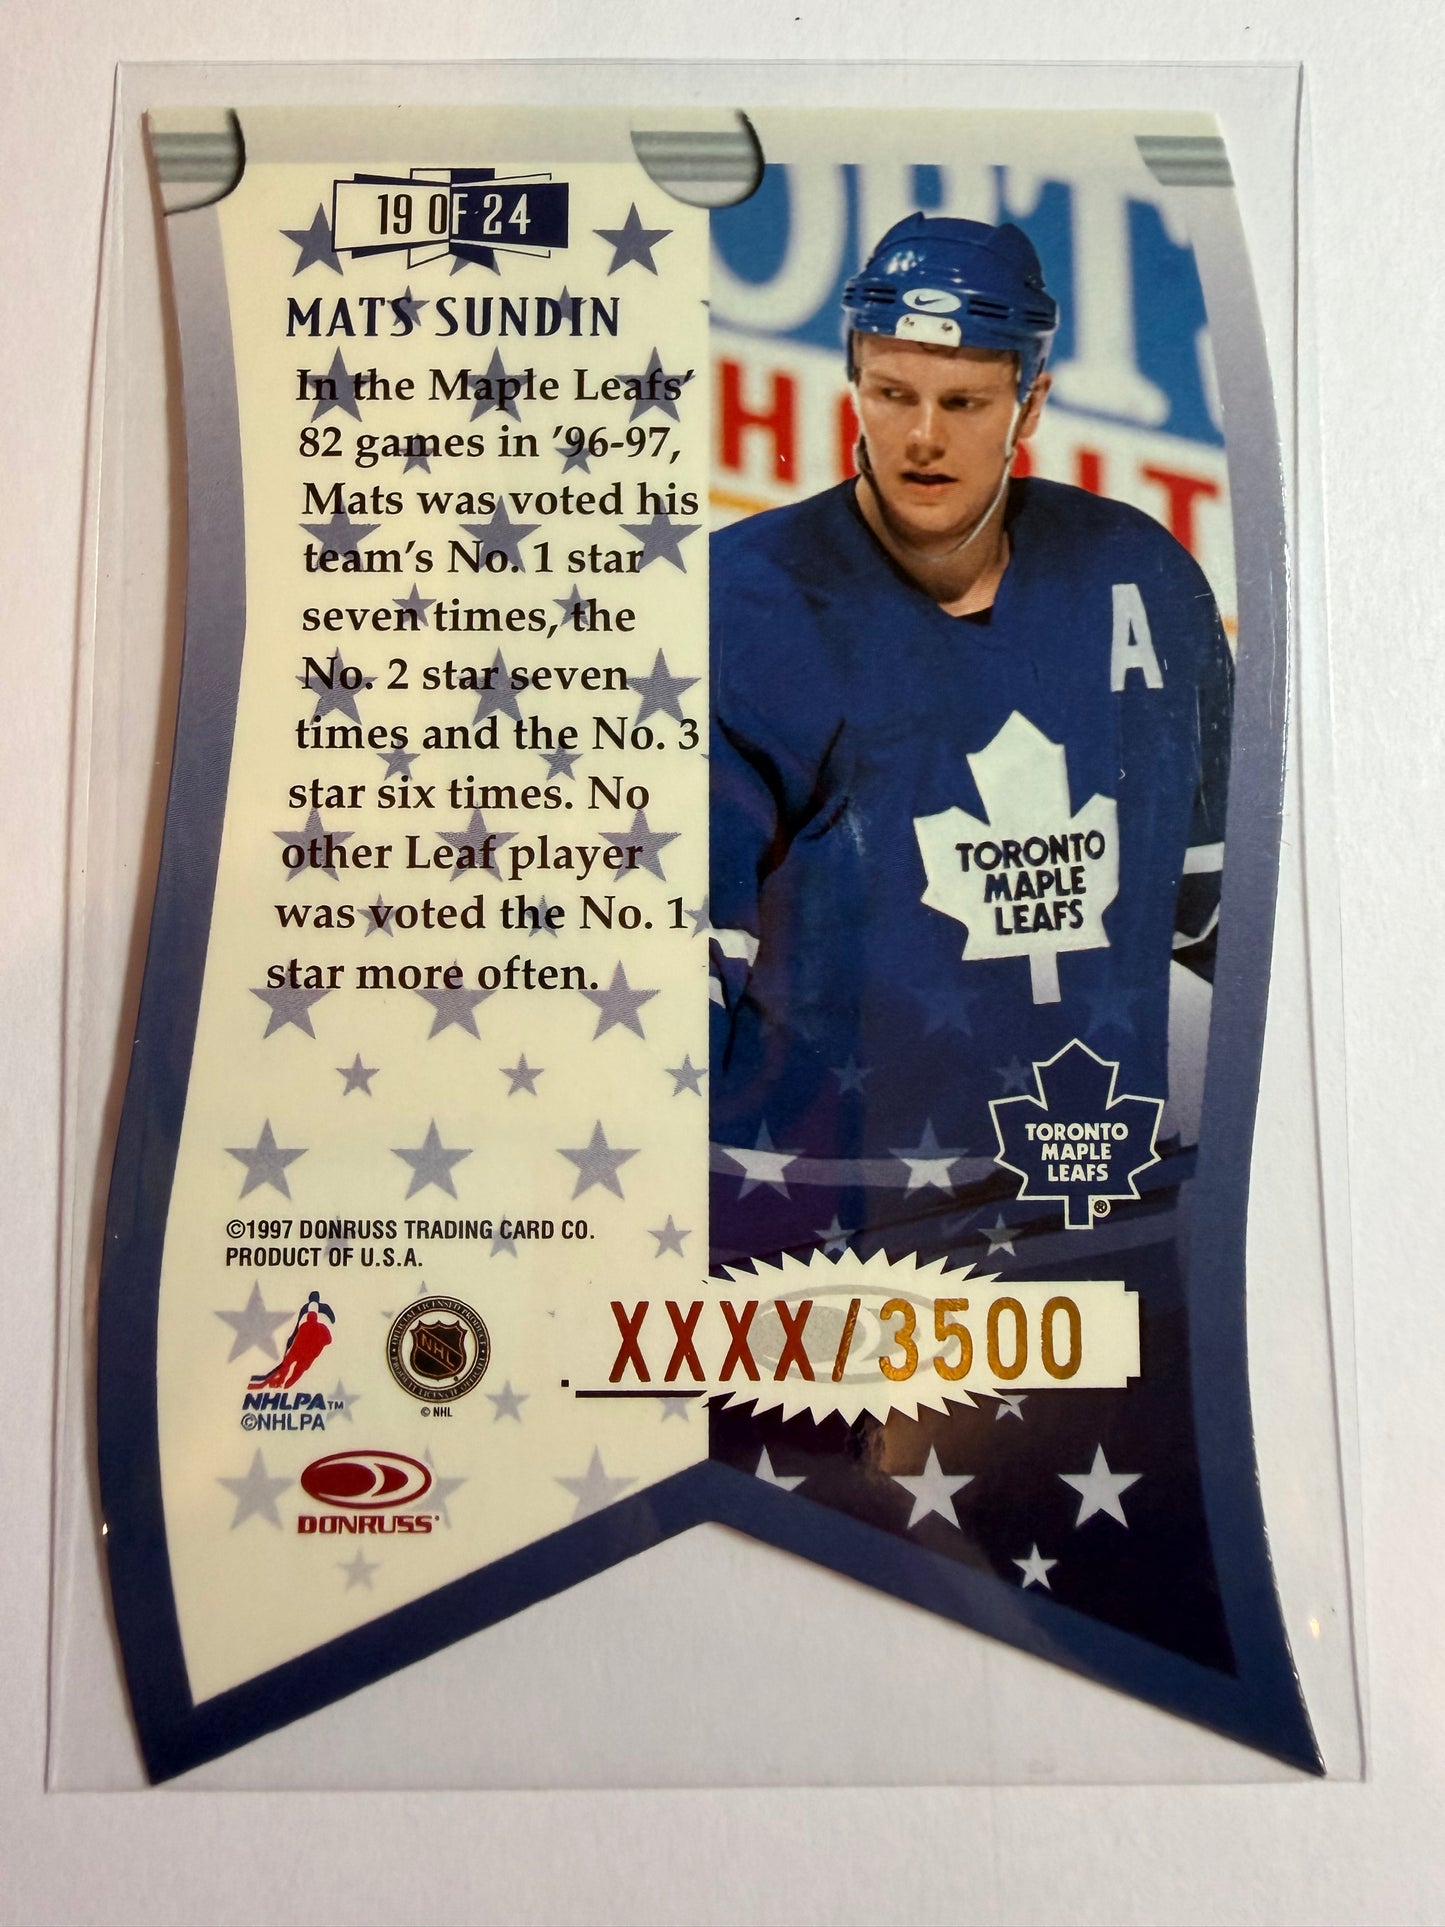 19 OF 24
MATS SUNDIN
In the Maple Leafs'
82 games in '96-97,
Mats was voted his
team's No. 1 star
seven times, the
No. 2 star seven
times and the No. 3
star six times. No
other Leaf player
was voted the No. 1
star more often.
A
TORONTO
MAPLE
LEAFS
TORONTO
MAPLE
LEAFS
®
©1997 DONRUSS TRADING CARD CO.
PRODUCT OF U.S.A.
XXXX/3500
NHL
NHLPA™
©NHLPA
© NHL
DONRUSS